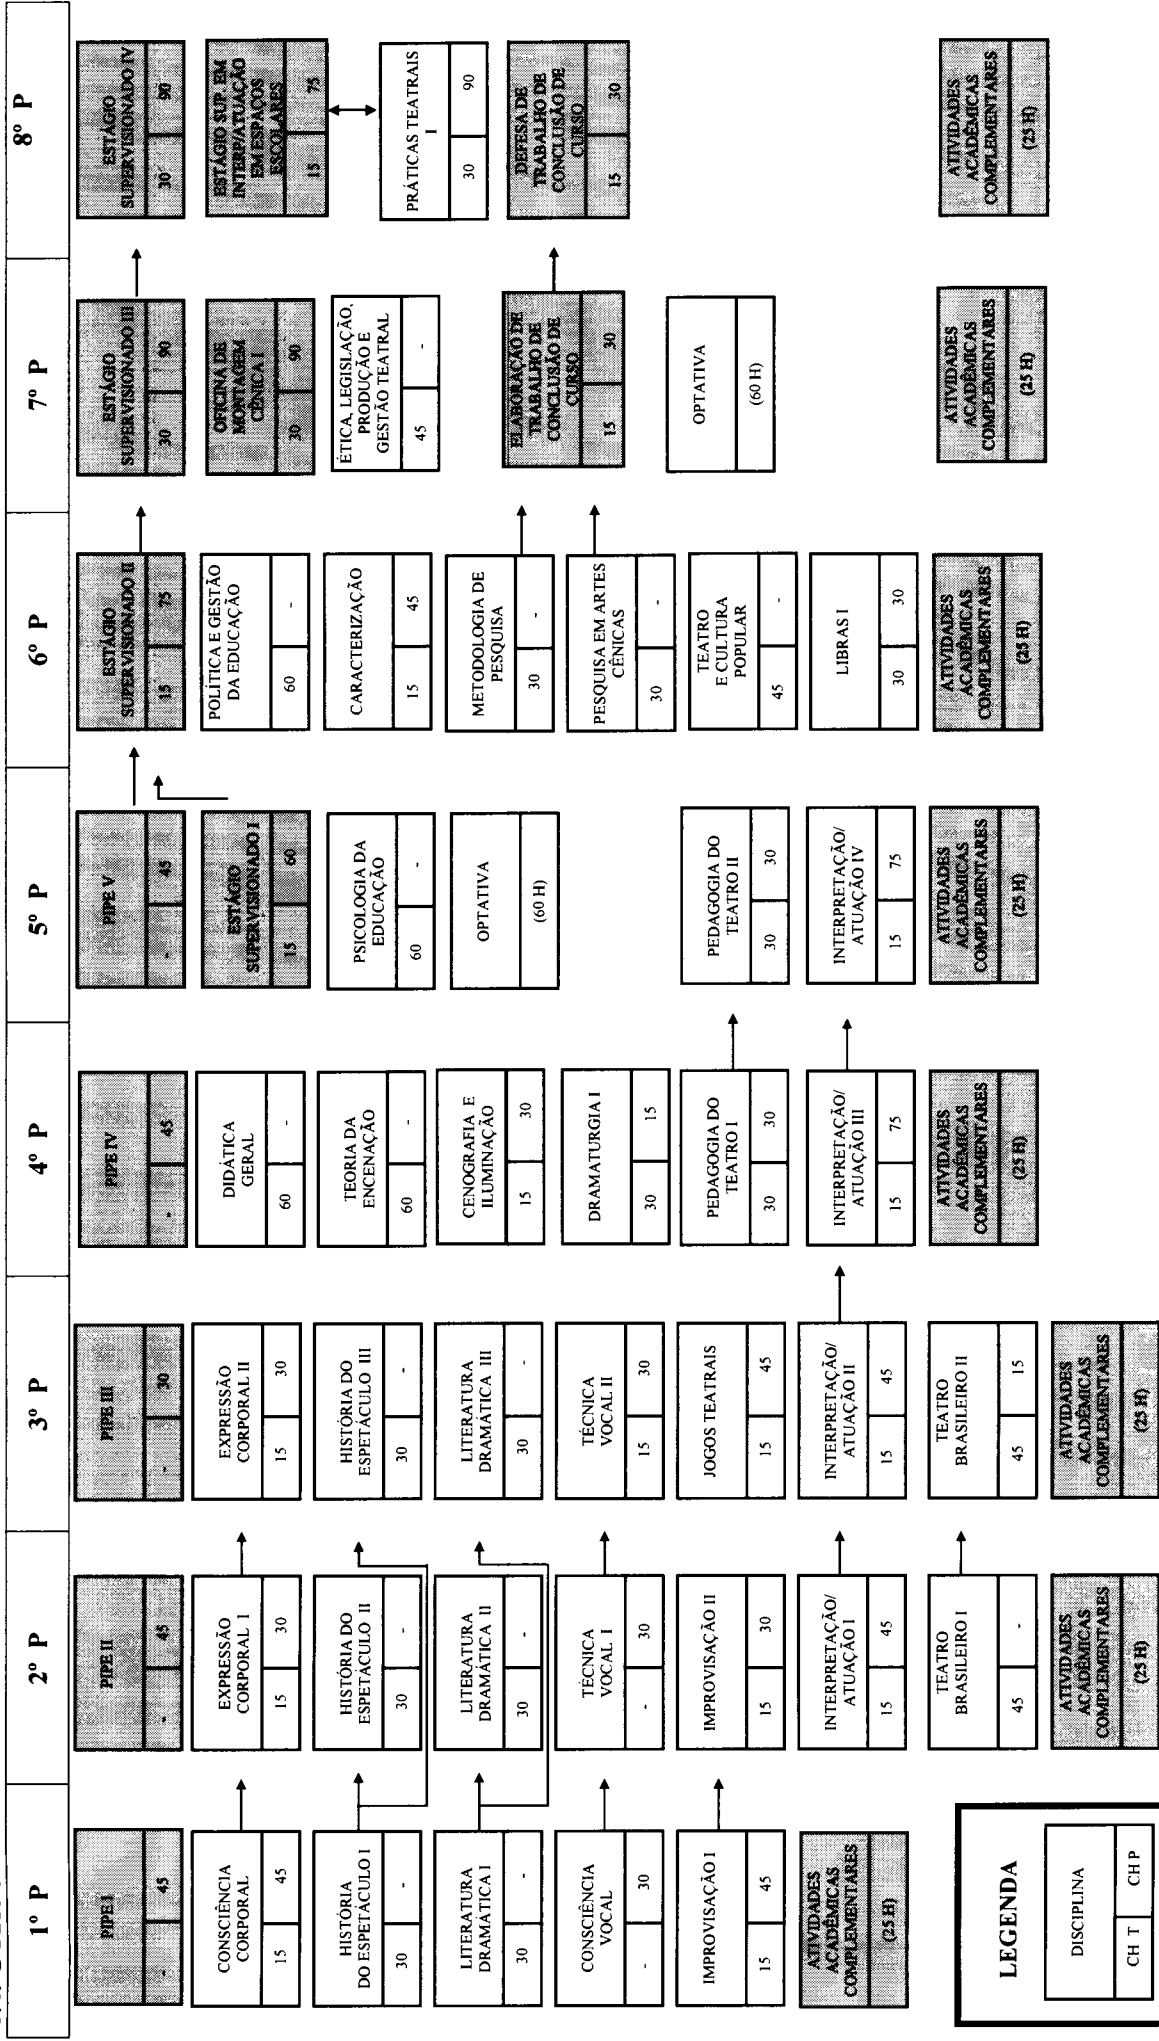 1º P
PIPE I
- 45
CONSCIÊNCIA
CORPORAL
15 45
HISTÓRIA
DO ESPETÁCULO I
30 -
LITERATURA
DRAMÁTICA I
30 -
CONSCIÊNCIA
VOCAL
- 30
IMPROVISAÇÃO I
15 45
ATIVIDADES
ACADÊMICAS
COMPLEMENTARES
(25 H)
2º P
PIPE II
- 45
EXPRESSÃO
CORPORAL I
15 30
HISTÓRIA DO
ESPETÁCULO II
30 -
LITERATURA
DRAMÁTICA II
30 -
TÉCNICA
VOCAL I
- 30
IMPROVISAÇÃO II
15 30
INTERPRETAÇÃO/
ATUAÇÃO I
15 45
TEATRO
BRASILEIRO I
45 -
ATIVIDADES
ACADÊMICAS
COMPLEMENTARES
(25 H)
3º P
PIPE III
- 30
EXPRESSÃO
CORPORAL II
15 30
HISTÓRIA DO
ESPETÁCULO III
30 -
LITERATURA
DRAMÁTICA III
30 -
TÉCNICA
VOCAL II
15 30
JOGOS TEATRAIS
15 45
INTERPRETAÇÃO/
ATUAÇÃO II
15 45
TEATRO
BRASILEIRO II
45 15
ATIVIDADES
ACADÊMICAS
COMPLEMENTARES
(25 H)
4º P
PIPE IV
- 45
DIDÁTICA
GERAL
60 -
TEORIA DA
ENCENAÇÃO
60 -
CENOGRAFIA E
ILUMINAÇÃO
15 30
DRAMATURGIA I
30 15
PEDAGOGIA DO
TEATRO I
30 30
INTERPRETAÇÃO/
ATUAÇÃO III
15 75
ATIVIDADES
ACADÊMICAS
COMPLEMENTARES
(25 H)
5º P
PIPE V
- 45
ESTÁGIO
SUPERVISIONADO I
15 60
PSICOLOGIA DA
EDUCAÇÃO
60 -
OPTATIVA
(60 H)
PEDAGOGIA DO
TEATRO II
30 30
INTERPRETAÇÃO/
ATUAÇÃO IV
15 75
ATIVIDADES
ACADÊMICAS
COMPLEMENTARES
(25 H)
6º P
ESTÁGIO
SUPERVISIONADO II
15 75
POLÍTICA E GESTÃO
DA EDUCAÇÃO
60 -
CARACTERIZAÇÃO
15 45
METODOLOGIA DE
PESQUISA
30 -
PESQUISA EM ARTES
CÊNICAS
30 -
TEATRO
E CULTURA
POPULAR
45 -
LIBRAS I
30 30
ATIVIDADES
ACADÊMICAS
COMPLEMENTARES
(25 H)
7º P
ESTÁGIO
SUPERVISIONADO III
30 90
OFICINA DE
MONTAGEM
CÊNICA I
30 90
ÉTICA, LEGISLAÇÃO,
PRODUÇÃO E
GESTÃO TEATRAL
45 -
ELABORAÇÃO DE
TRABALHO DE
CONCLUSÃO DE
CURSO
15 30
OPTATIVA
(60 H)
ATIVIDADES
ACADÊMICAS
COMPLEMENTARES
(25 H)
8º P
ESTÁGIO
SUPERVISIONADO IV
30 90
ESTÁGIO SUP. EM
INTERP/ATUAÇÃO
EM ESPAÇOS
ESCOLARES
15 75
PRÁTICAS TEATRAIS
I
30 90
DEFESA DE
TRABALHO DE
CONCLUSÃO DE
CURSO
15 30
ATIVIDADES
ACADÊMICAS
COMPLEMENTARES
(25 H)
LEGENDA
DISCIPLINA
CH T CH P